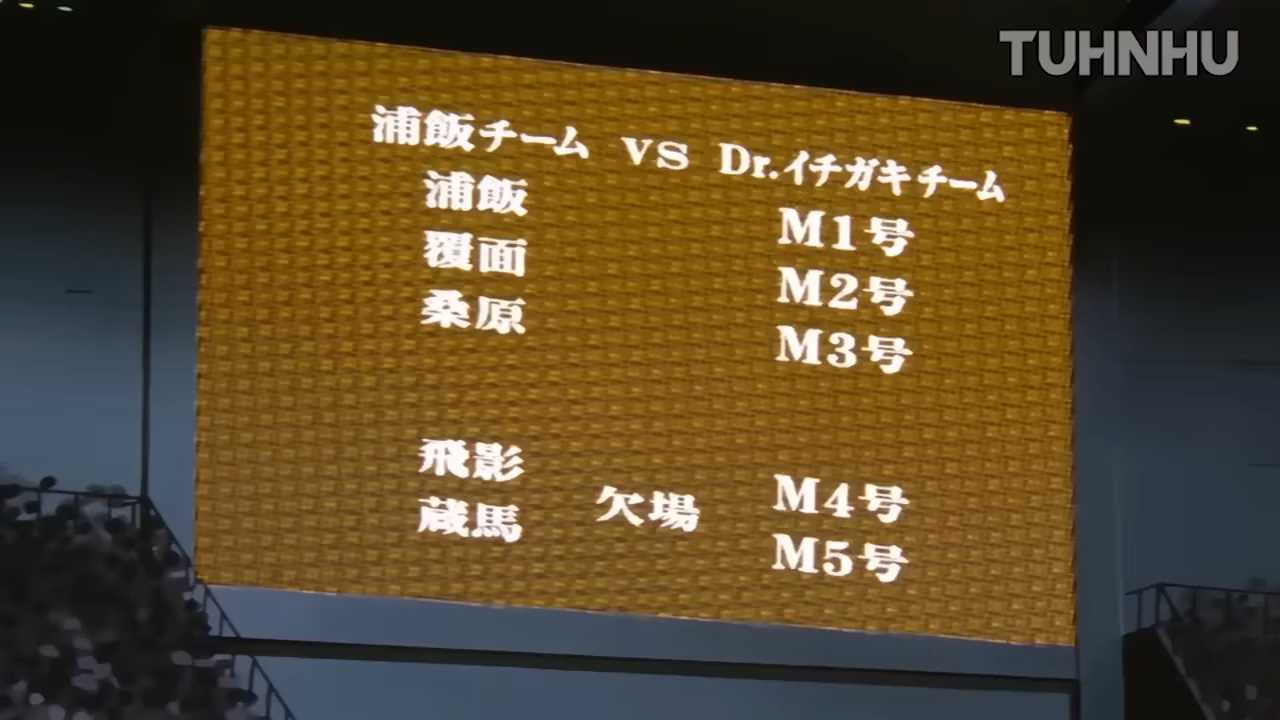 TUHNHU
浦飯チーム vs Dr.イチガキチーム
浦飯 M1号
覆面 M2号
桑原 M3号
飛影 M4号
蔵馬 欠場 M5号